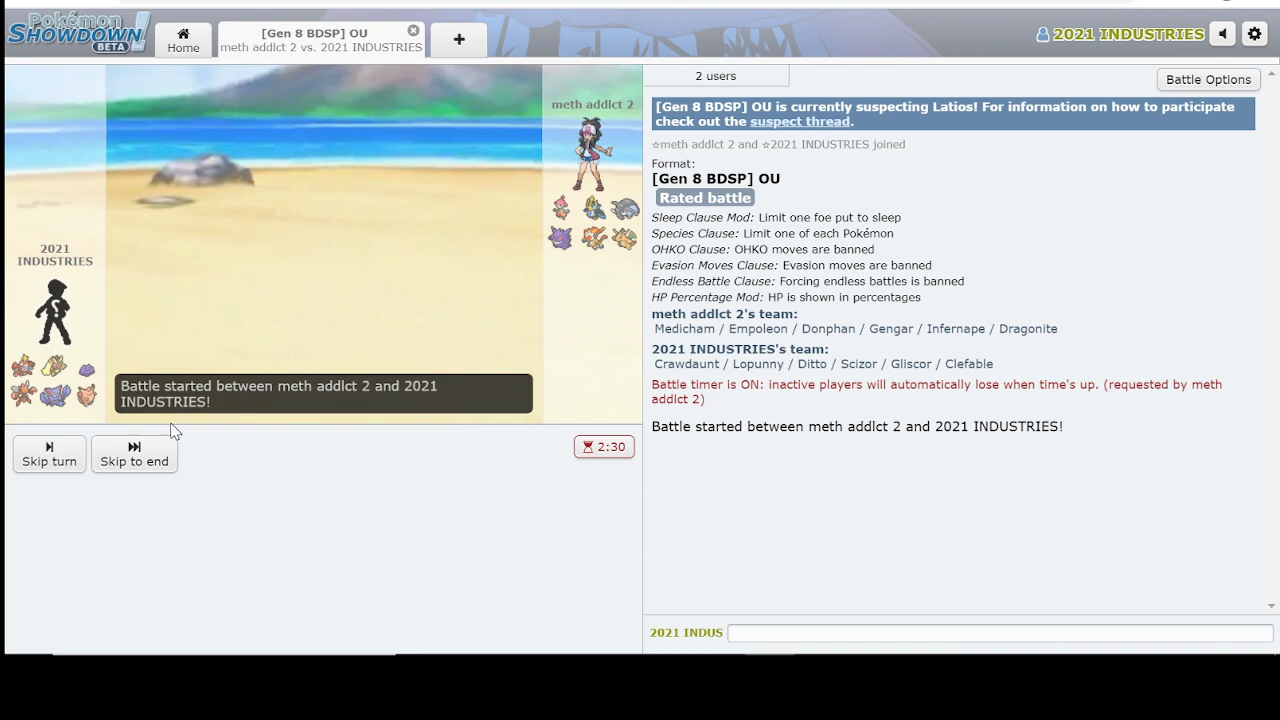 Pokémon
SHOWDOWN!
BETA
Home
[Gen 8 BDSP] OU
meth addIct 2 vs. 2021 INDUSTRIES
+
2021 INDUSTRIES
meth addIct 2
2021
INDUSTRIES
Battle started between meth addIct 2 and 2021
INDUSTRIES!
Skip turn
Skip to end
2:30
2 users
Battle Options
[Gen 8 BDSP] OU is currently suspecting Latios! For information on how to participate
check out the suspect thread.
☆meth addIct 2 and ☆2021 INDUSTRIES joined
Format:
[Gen 8 BDSP] OU
Rated battle
Sleep Clause Mod: Limit one foe put to sleep
Species Clause: Limit one of each Pokémon
OHKO Clause: OHKO moves are banned
Evasion Moves Clause: Evasion moves are banned
Endless Battle Clause: Forcing endless battles is banned
HP Percentage Mod: HP is shown in percentages
meth addIct 2's team:
Medicham / Empoleon / Donphan / Gengar / Infernape / Dragonite
2021 INDUSTRIES's team:
Crawdaunt / Lopunny / Ditto / Scizor / Gliscor / Clefable
Battle timer is ON: inactive players will automatically lose when time's up. (requested by meth
addIct 2)
Battle started between meth addIct 2 and 2021 INDUSTRIES!
2021 INDUS